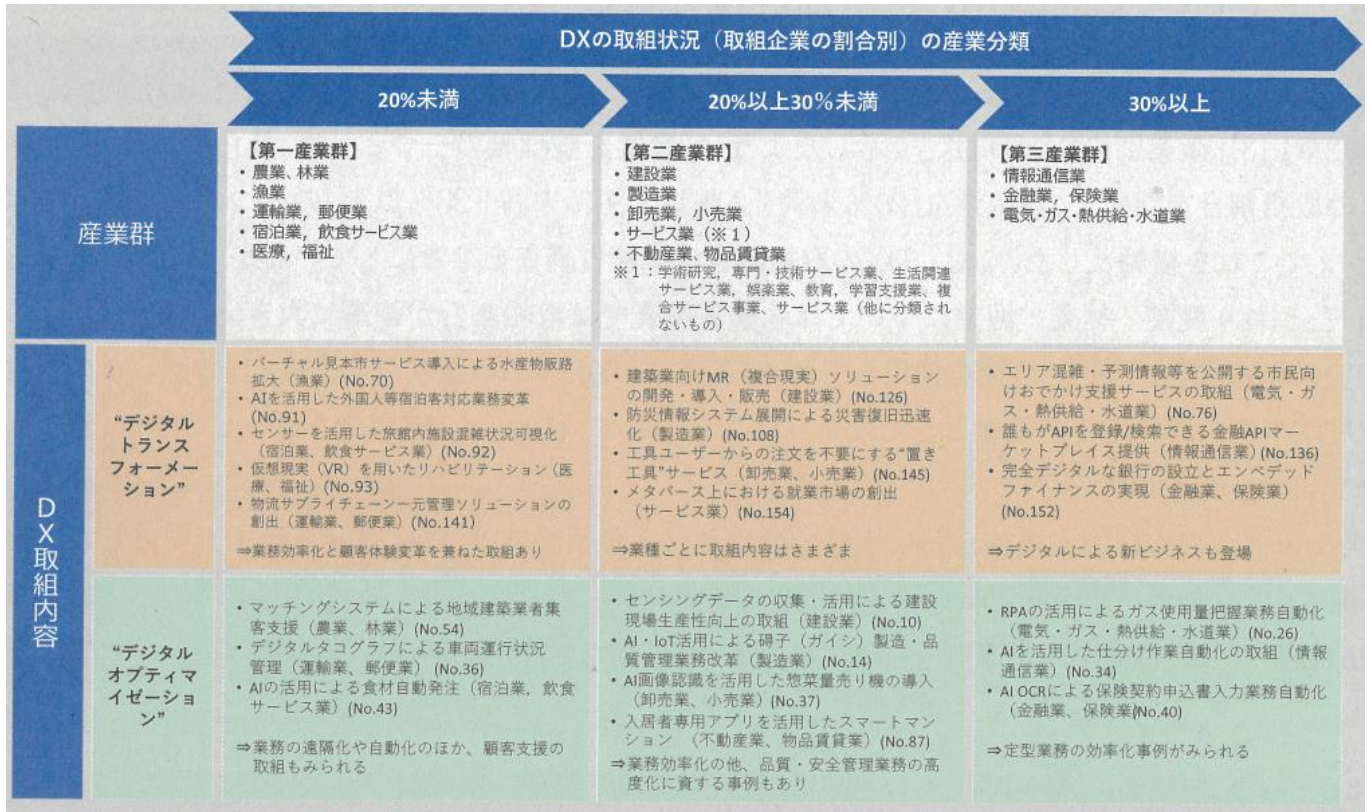 DXの取組状況（取組企業の割合別）の産業分類
20%未満
20%以上30%未満
30%以上
産業群
【第一産業群】
• 農業、林業
• 漁業
• 運輸業，郵便業
• 宿泊業，飲食サービス業
• 医療，福祉
【第二産業群】
• 建設業
• 製造業
• 卸売業，小売業
• サービス業（※１）
• 不動産業、物品賃貸業
※１：学術研究，専門・技術サービス業、生活関連
サービス業，娯楽業、教育，学習支援業、複
合サービス事業、サービス業（他に分類され
ないもの）
【第三産業群】
• 情報通信業
• 金融業，保険業
• 電気・ガス・熱供給・水道業
DX取組内容
“デジタル
トランス
フォーメー
ション”
• バーチャル見本市サービス導入による水産物販路
拡大（漁業）(No.70)
• AIを活用した外国人等宿泊客対応業務変革
(No.91)
• センサーを活用した旅館内施設混雑状況可視化
（宿泊業、飲食サービス業）(No.92)
• 仮想現実（VR）を用いたリハビリテーション（医
療、福祉）(No.93)
• 物流サプライチェーン一元管理ソリューションの
創出（運輸業、郵便業）(No.141)
⇒業務効率化と顧客体験変革を兼ねた取組あり
• 建築業向けMR（複合現実）ソリューション
の開発・導入・販売（建設業）(No.126)
• 防災情報システム展開による災害復旧迅速
化（製造業）(No.108)
• 工具ユーザーからの注文を不要にする“置き
工具”サービス（卸売業、小売業）(No.145)
• メタバース上における就業市場の創出
（サービス業）(No.154)
⇒業種ごとに取組内容はさまざま
• エリア混雑・予測情報等を公開する市民向
けおでかけ支援サービスの取組（電気・ガ
ス・熱供給・水道業）(No.76)
• 誰もがAPIを登録/検索できる金融APIマー
ケットプレイス提供（情報通信業）(No.136)
• 完全デジタルな銀行の設立とエンベデッド
ファイナンスの実現（金融業、保険業）
(No.152)
⇒デジタルによる新ビジネスも登場
“デジタル
オプティマ
イゼーショ
ン”
• マッチングシステムによる地域建築業者集
客支援（農業、林業）(No.54)
• デジタルタコグラフによる車両運行状況
管理（運輸業、郵便業）(No.36)
• AIの活用による食材自動発注（宿泊業，飲食
サービス業）(No.43)
⇒業務の遠隔化や自動化のほか、顧客支援の
取組もみられる
• センシングデータの収集・活用による建設
現場生産性向上の取組（建設業）(No.10)
• AI・IoT活用による碍子（ガイシ）製造・品
質管理業務改革（製造業）(No.14)
• AI画像認識を活用した惣菜量売り機の導入
（卸売業、小売業）(No.37)
• 入居者専用アプリを活用したスマートマン
ション （不動産業、物品賃貸業）(No.87)
⇒業務効率化の他、品質・安全管理業務の高
度化に資する事例もあり
• RPAの活用によるガス使用量把握業務自動化
（電気・ガス・熱供給・水道業）(No.26)
• AIを活用した仕分け作業自動化の取組（情報
通信業）(No.34)
• AI OCRによる保険契約申込書入力業務自動化
（金融業、保険業）(No.40)
⇒定型業務の効率化事例がみられる